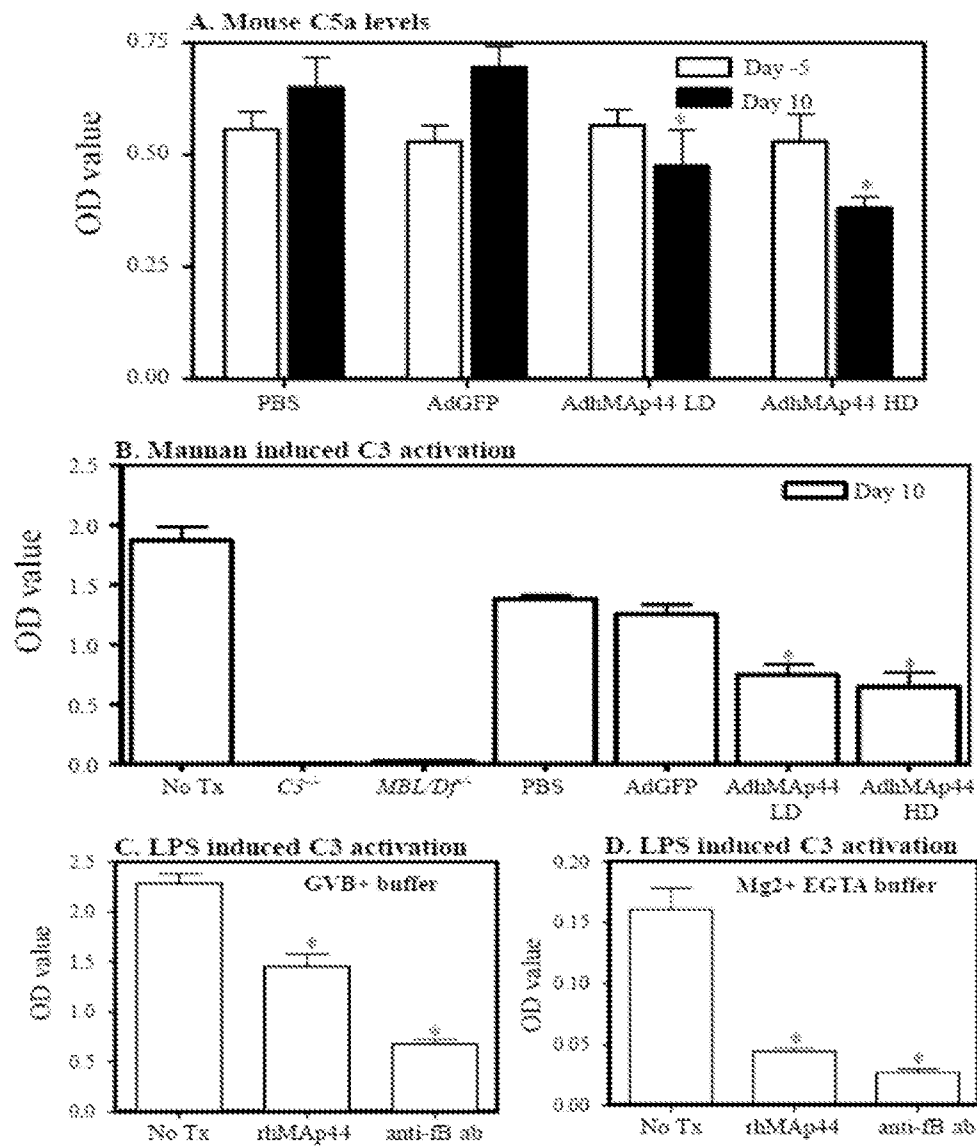 A. Mouse C5a levels
0.75
0.50
0.25
0.00
OD value
Day -5
Day 10
*
*
PBS AdGFP AdhMAp44 LD AdhMAp44 HD
B. Mannan induced C3 activation
2.5
2.0
1.5
1.0
0.5
0.0
OD value
Day 10
*
*
No Tx C3-/- MBL/Df-/- PBS AdGFP AdhMAp44 LD AdhMAp44 HD
C. LPS induced C3 activation
GVB+ buffer
2.5
2.0
1.5
1.0
0.5
0.0
OD value
*
*
No Tx rhMAp44 anti-fB ab
D. LPS induced C3 activation
Mg2+ EGTA buffer
0.20
0.15
0.10
0.05
0.00
OD value
*
*
No Tx rhMAp44 anti-fB ab